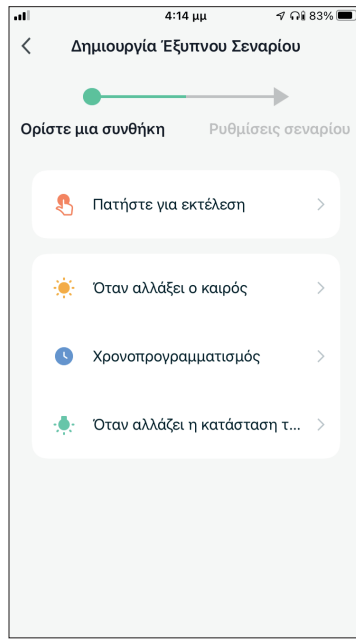 4:14 μμ 83%
Δημιουργία Έξυπνου Σεναρίου
Ορίστε μια συνθήκη Ρυθμίσεις σεναρίου
Πατήστε για εκτέλεση
Όταν αλλάξει ο καιρός
Χρονοπρογραμματισμός
Όταν αλλάζει η κατάσταση τ...